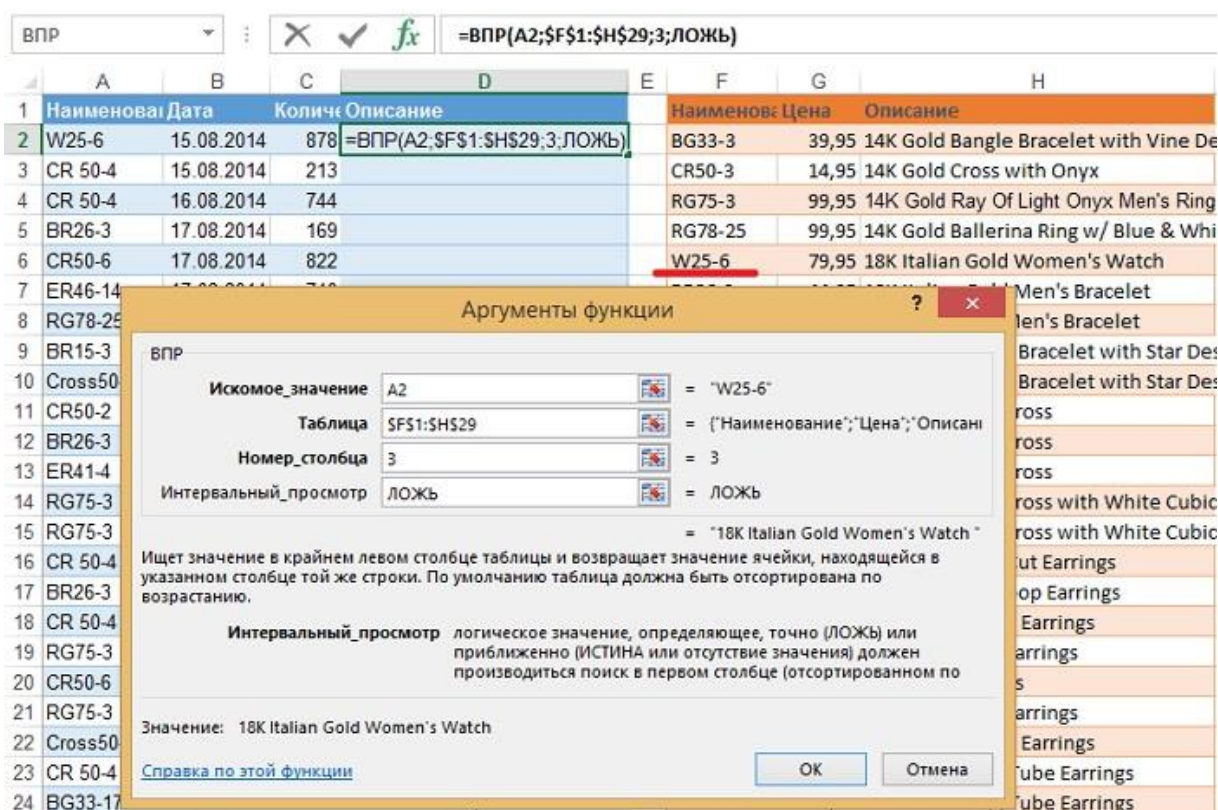 ВПР =ВПР(A2;$F$1:$H$29;3;ЛОЖЬ)
A B C D E F G H
1 Наименова Дата Количе Описание Наименова Цена Описание
2 W25-6 15.08.2014 878 =ВПР(A2;$F$1:$H$29;3;ЛОЖЬ) BG33-3 39,95 14K Gold Bangle Bracelet with Vine De
3 CR 50-4 15.08.2014 213 CR50-3 14,95 14K Gold Cross with Onyx
4 CR 50-4 16.08.2014 744 RG75-3 99,95 14K Gold Ray Of Light Onyx Men's Ring
5 BR26-3 17.08.2014 169 RG78-25 99,95 14K Gold Ballerina Ring w/ Blue & Whi
6 CR50-6 17.08.2014 822 W25-6 79,95 18K Italian Gold Women's Watch
7 ER46-14 Men's Bracelet
8 RG78-25 Men's Bracelet
9 BR15-3 Bracelet with Star Des
10 Cross50 Bracelet with Star Des
11 CR50-2 ross
12 BR26-3 ross
13 ER41-4 ross
14 RG75-3 ross with White Cubic
15 RG75-3 ross with White Cubic
16 CR 50-4 ut Earrings
17 BR26-3 op Earrings
18 CR 50-4 Earrings
19 RG75-3 arrings
20 CR50-6 s
21 RG75-3 arrings
22 Cross50 Earrings
23 CR 50-4 Tube Earrings
24 BG33-17 Tube Earrings
Аргументы функции ?
ВПР
Искомое_значение A2 = "W25-6"
Таблица $F$1:$H$29 = {"Наименование";"Цена";"Описани
Номер_столбца 3 = 3
Интервальный_просмотр ЛОЖЬ = ЛОЖЬ
= "18K Italian Gold Women's Watch "
Ищет значение в крайнем левом столбце таблицы и возвращает значение ячейки, находящейся в
указанном столбце той же строки. По умолчанию таблица должна быть отсортирована по
возрастанию.
Интервальный_просмотр логическое значение, определяющее, точно (ЛОЖЬ) или
приближенно (ИСТИНА или отсутствие значения) должен
производиться поиск в первом столбце (отсортированном по
Значение: 18K Italian Gold Women's Watch
Справка по этой функции
OK Отмена